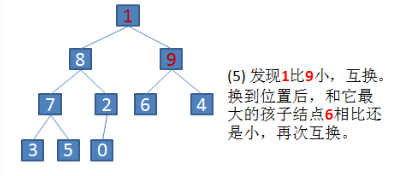 1
8 9
7 2 6 4
3 5 0
(5) 发现1比9小，互换。
换到位置后，和它最
大的孩子结点6相比还
是小，再次互换。